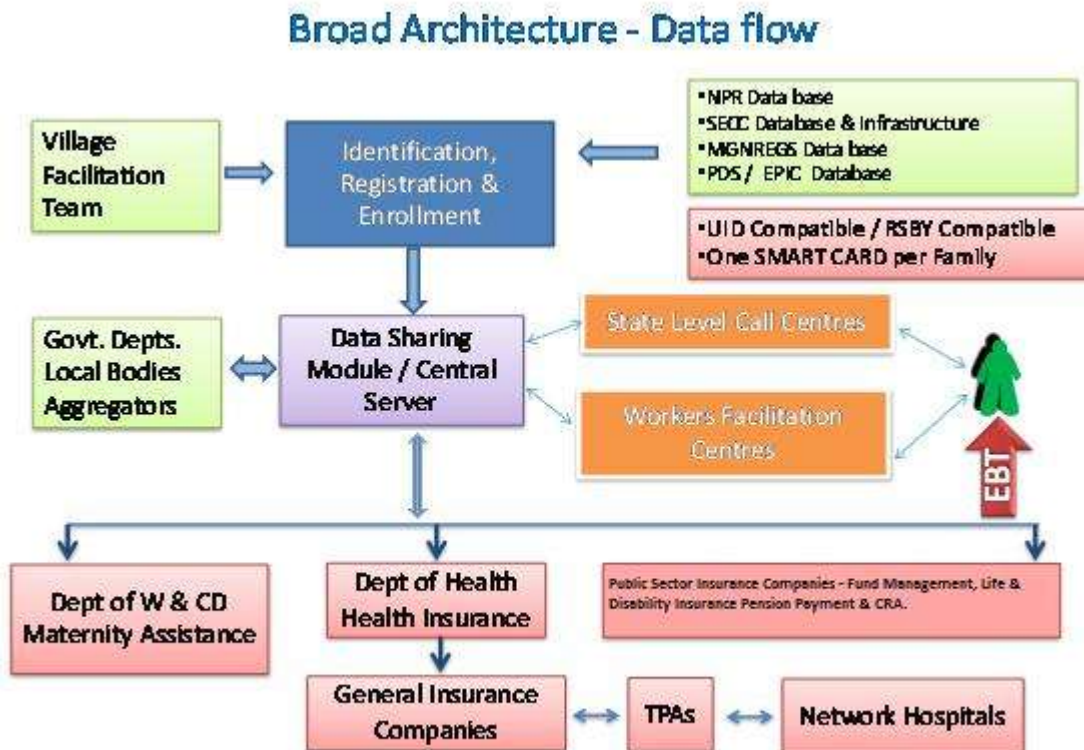 Broad Architecture - Data flow
Village
Facilitation
Team
Identification,
Registration &
Enrollment
▪NPR Data base
▪SECC Database & Infrastructure
▪MGNREGS Data base
▪PDS / EPIC Database
▪UID Compatible / RSBY Compatible
▪One SMART CARD per Family
Govt. Depts.
Local Bodies
Aggregators
Data Sharing
Module / Central
Server
State Level Call Centres
Workers Facilitation
Centres
EBT
Dept of W & CD
Maternity Assistance
Dept of Health
Health Insurance
Public Sector Insurance Companies - Fund Management, Life &
Disability Insurance Pension Payment & CRA.
General Insurance
Companies
TPAs
Network Hospitals